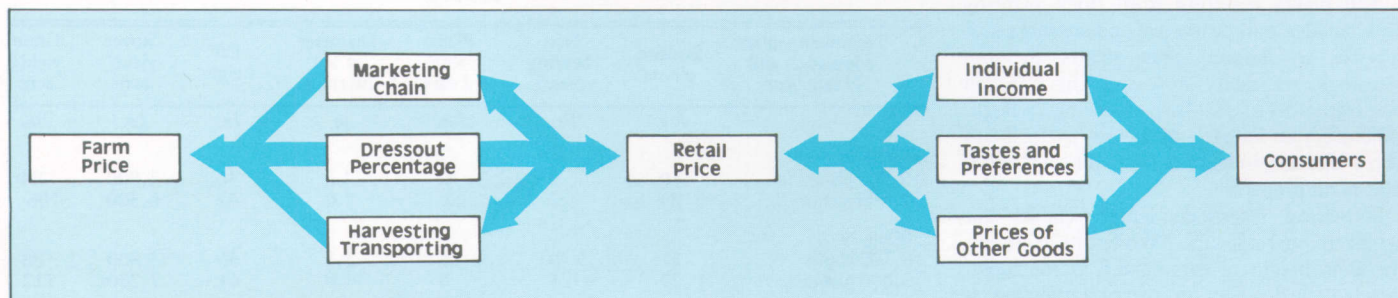 Farm
Price
Marketing
Chain
Dressout
Percentage
Harvesting
Transporting
Retail
Price
Individual
Income
Tastes and
Preferences
Prices of
Other Goods
Consumers